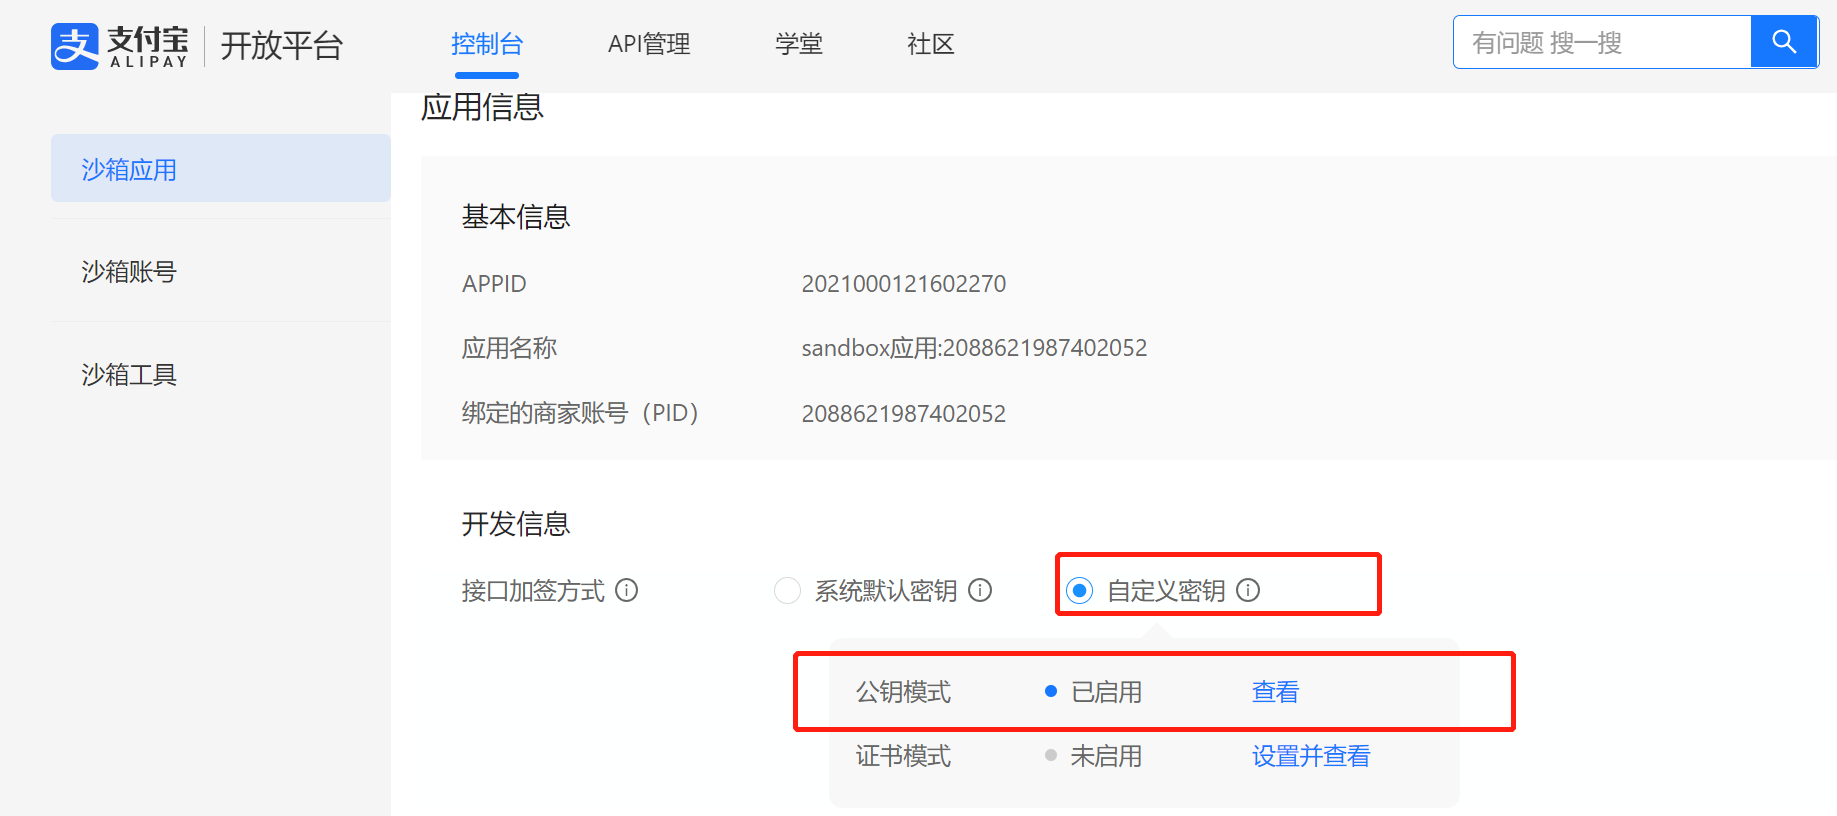 支付宝 ALIPAY 开放平台 控制台 API管理 学堂 社区 有问题 搜一搜
应用信息
沙箱应用
沙箱账号
沙箱工具
基本信息
APPID 2021000121602270
应用名称 sandbox应用:2088621987402052
绑定的商家账号（PID） 2088621987402052
开发信息
接口加签方式 系统默认密钥 自定义密钥
公钥模式 已启用 查看
证书模式 未启用 设置并查看